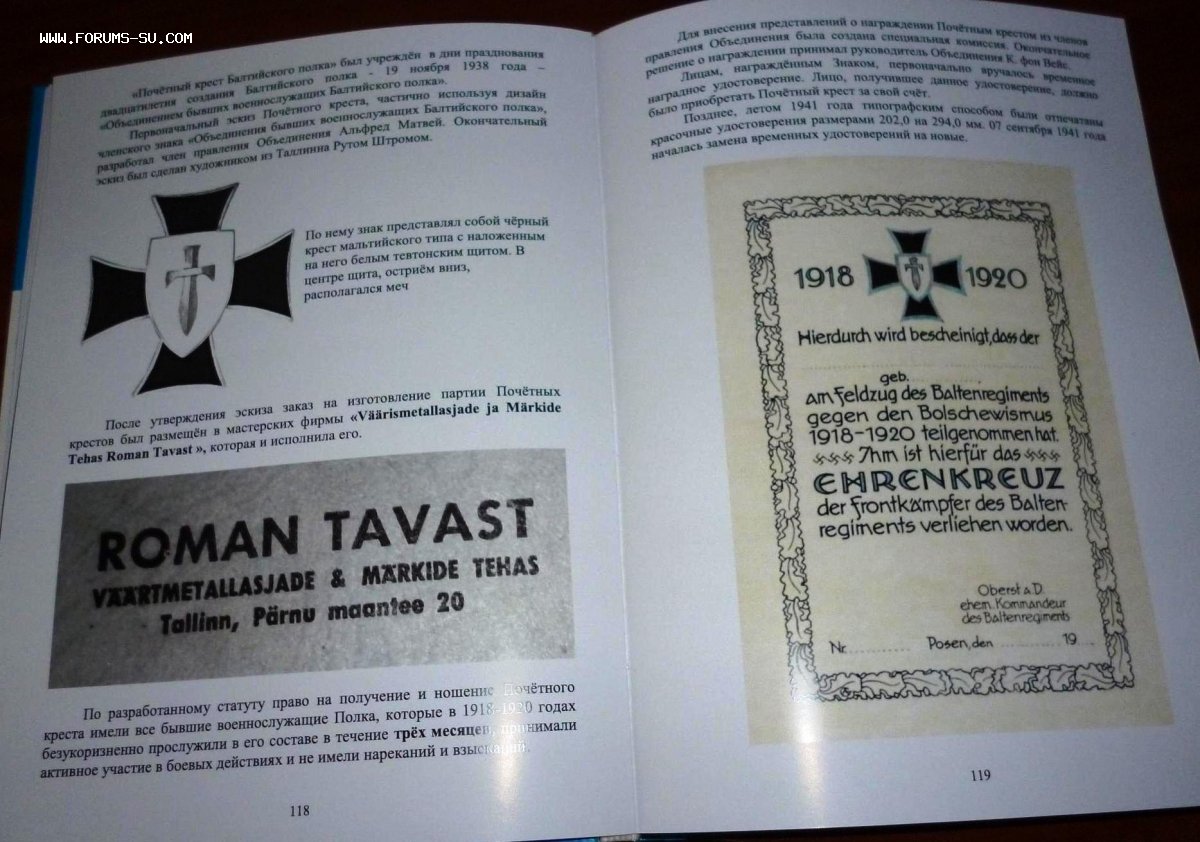 WWW.FORUMS-SU.COM
«Почётный крест Балтийского полка» был учреждён в дни празднования
двадцатилетия создания Балтийского полка - 19 ноября 1938 года –
«Объединением бывших военнослужащих Балтийского полка».
Первоначальный эскиз Почётного креста, частично используя дизайн
членского знака «Объединения бывших военнослужащих Балтийского полка»,
разработал член правления Объединения Альфред Матвей. Окончательный
эскиз был сделан художником из Таллинна Рутом Штромом.
По нему знак представлял собой чёрный
крест мальтийского типа с наложенным
на него белым тевтонским щитом. В
центре щита, остриём вниз,
располагался меч
После утверждения эскиза заказ на изготовление партии Почётных
крестов был размещён в мастерских фирмы «Väärismetallasjade ja Märkide
Tehas Roman Tavast », которая и исполнила его.
ROMAN TAVAST
VÄÄRTMETALLASJADE & MÄRKIDE TEHAS
Tallinn, Pärnu maantee 20
По разработанному статуту право на получение и ношение Почётного
креста имели все бывшие военнослужащие Полка, которые в 1918-1920 годах
безукоризненно прослужили в его составе в течение трёх месяцев, принимали
активное участие в боевых действиях и не имели нареканий и взысканий.
118
Для внесения представлений о награждении Почётным крестом из членов
правления Объединения была создана специальная комиссия. Окончательное
решение о награждении принимал руководитель Объединения К. фон Вейс.
Лицам, награждённым Знаком, первоначально вручалось временное
наградное удостоверение. Лицо, получившее данное удостоверение, должно
было приобретать Почётный крест за свой счёт.
Позднее, летом 1941 года типографским способом были отпечатаны
красочные удостоверения размерами 202,0 на 294,0 мм. 07 сентября 1941 года
началась замена временных удостоверений на новые.
1918 1920
Hierdurch wird bescheinigt, dass der
geb.
am Feldzug des Baltenregiments
gegen den Bolschewismus
1918-1920 teilgenommen hat.
Ihm ist hierfür das
EHRENKREUZ
der Frontkämpfer des Balten-
regiments verliehen worden.
Oberst a.D.
ehem. Kommandeur
des Baltenregiments
Nr. Posen, den 19
119